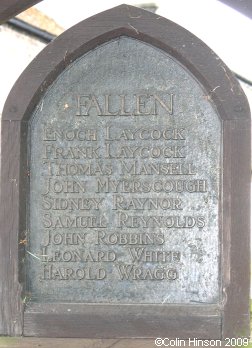 FALLEN
ENOCH LAYCOCK
FRANK LAYCOCK
THOMAS MANSELL
JOHN MYERSCOUGH
SIDNEY RAYNOR
SAMUEL REYNOLDS
JOHN ROBBINS
LEONARD WHITE
HAROLD WRAGG
©Colin Hinson 2009